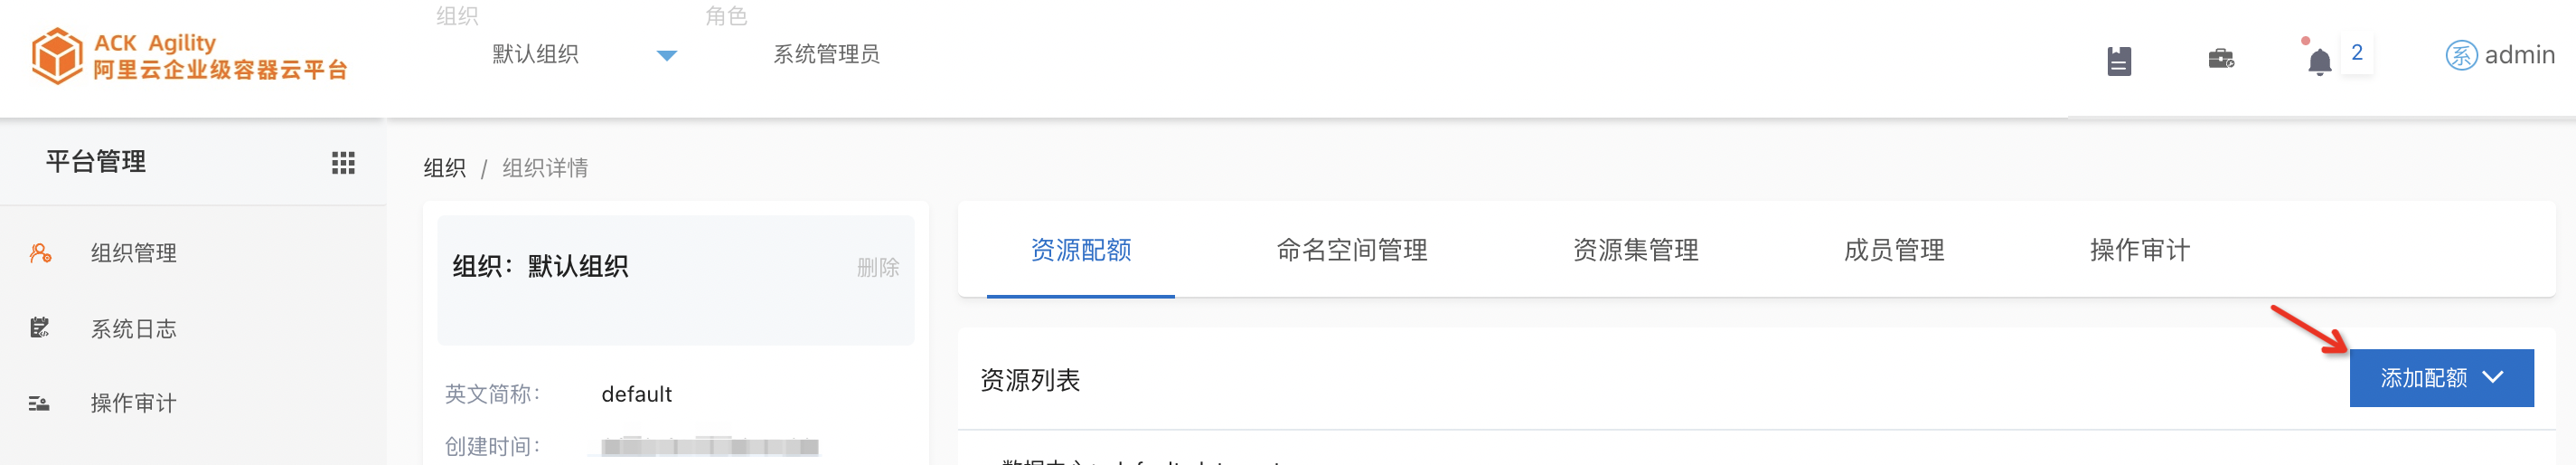 组织 角色
ACK Agility
阿里云企业级容器云平台
默认组织 系统管理员 2 系 admin
平台管理
组织 / 组织详情
组织管理
系统日志
操作审计
组织：默认组织 删除
英文简称： default
创建时间：
资源配额 命名空间管理 资源集管理 成员管理 操作审计
资源列表 添加配额